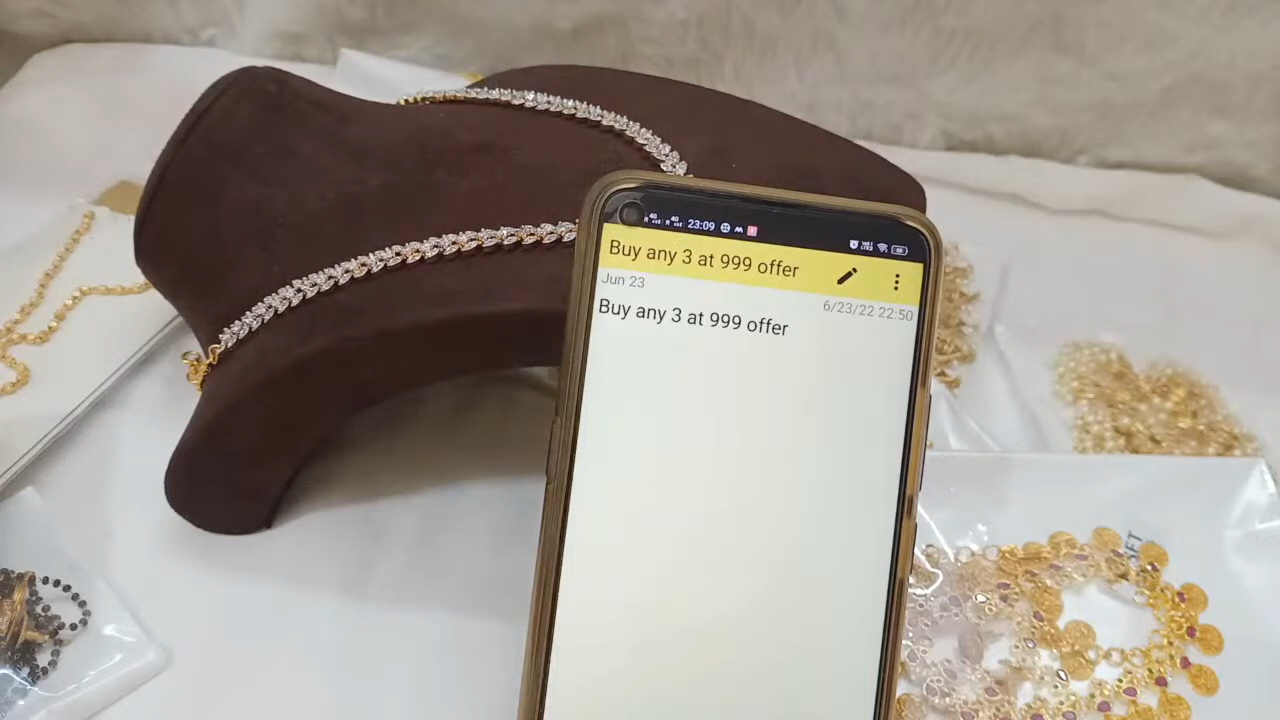 23:09
Buy any 3 at 999 offer
Jun 23
6/23/22 22:50
Buy any 3 at 999 offer